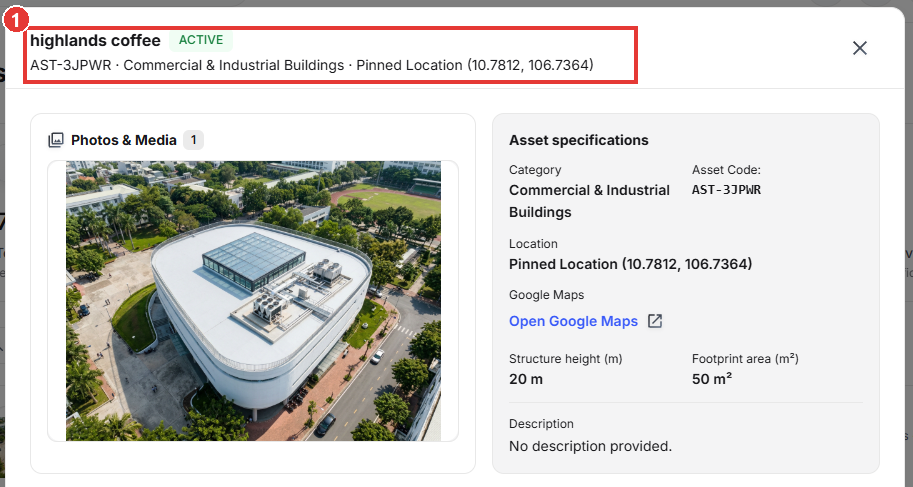 1
highlands coffee ACTIVE
AST-3JPWR · Commercial & Industrial Buildings · Pinned Location (10.7812, 106.7364)
Photos & Media 1
Asset specifications
Category
Commercial & Industrial
Buildings
Asset Code:
AST-3JPWR
Location
Pinned Location (10.7812, 106.7364)
Google Maps
Open Google Maps
Structure height (m)
20 m
Footprint area (m²)
50 m²
Description
No description provided.